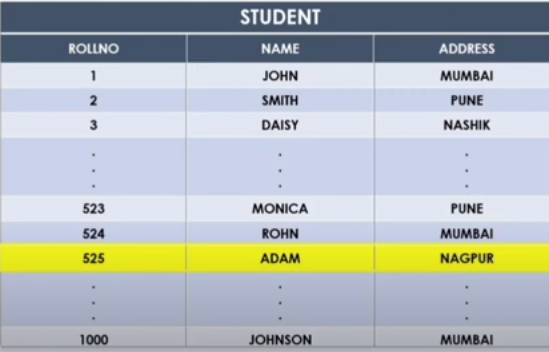 STUDENT
ROLLNO NAME ADDRESS
1 JOHN MUMBAI
2 SMITH PUNE
3 DAISY NASHIK
. . .
. . .
. . .
523 MONICA PUNE
524 ROHN MUMBAI
525 ADAM NAGPUR
. . .
. . .
. . .
1000 JOHNSON MUMBAI